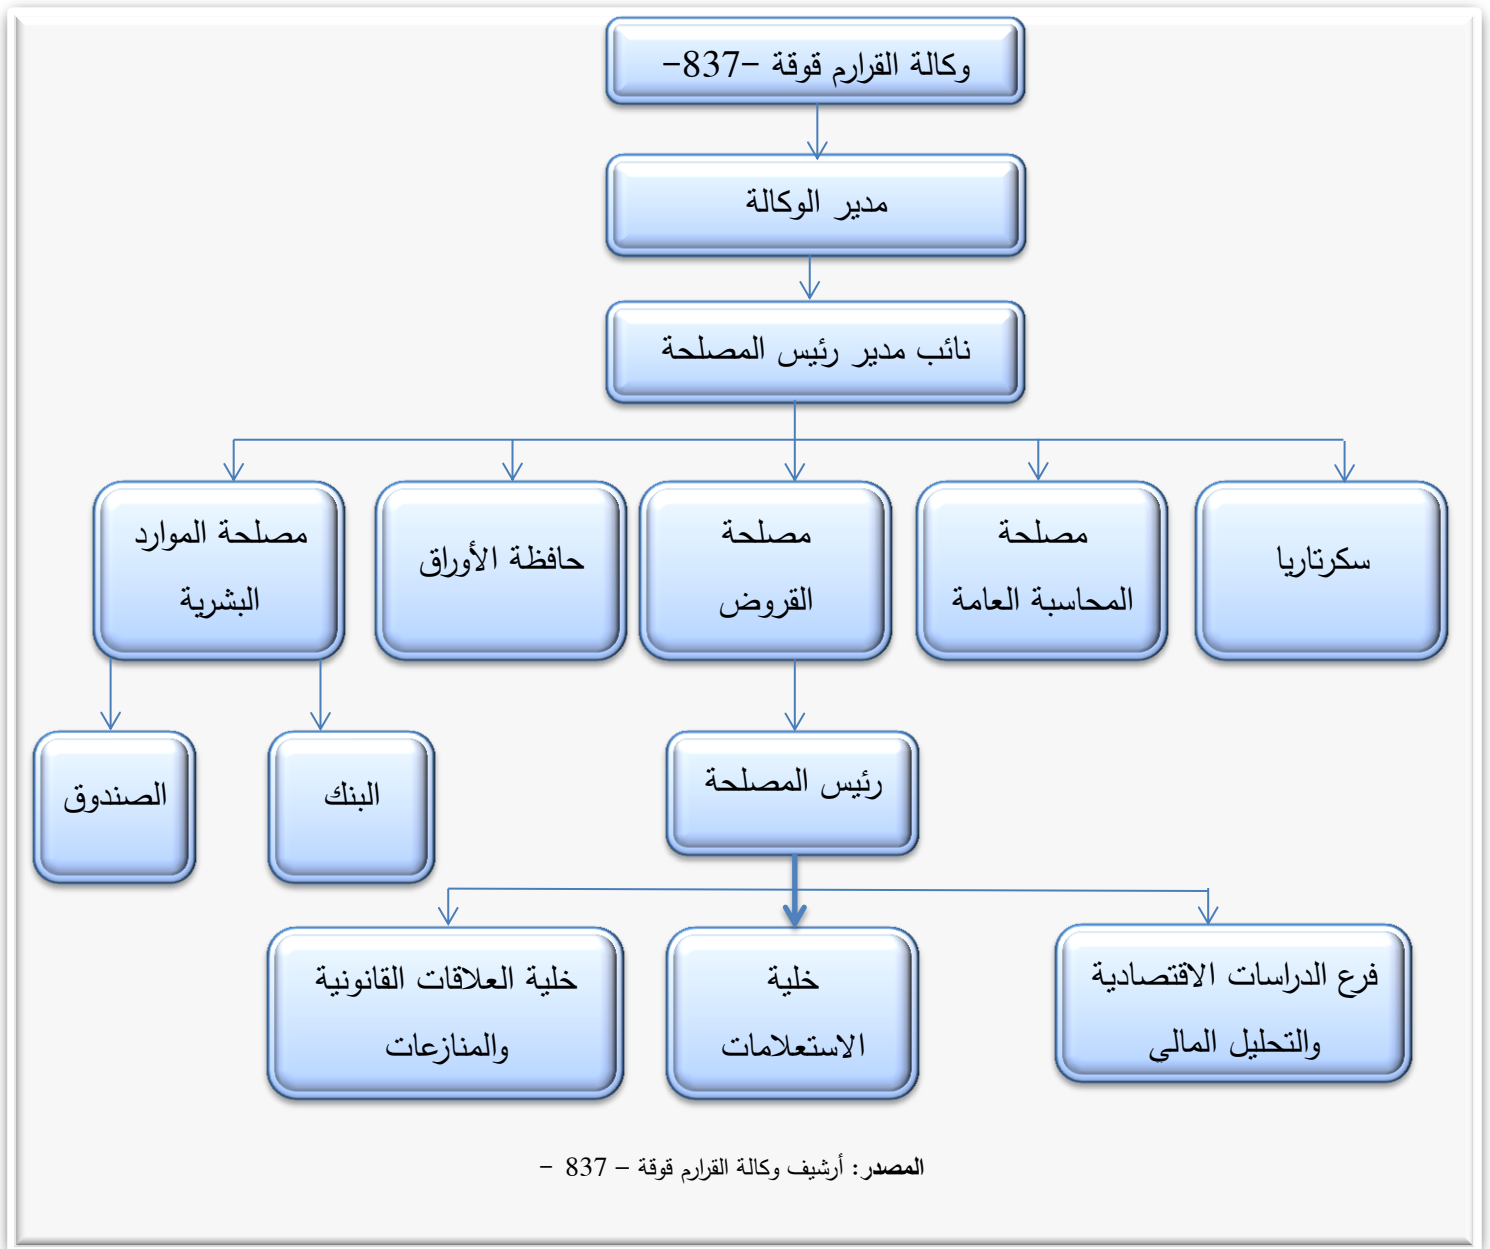 وكالة القرارم قوقة -837-
مدير الوكالة
نائب مدير رئيس المصلحة
سكرتاريا
مصلحة
المحاسبة العامة
مصلحة
القروض
حافظة الأوراق
مصلحة الموارد
البشرية
رئيس المصلحة
البنك
الصندوق
فرع الدراسات الاقتصادية
والتحليل المالي
خلية
الاستعلامات
خلية العلاقات القانونية
والمنازعات
المصدر: أرشيف وكالة القرارم قوقة – 837 -